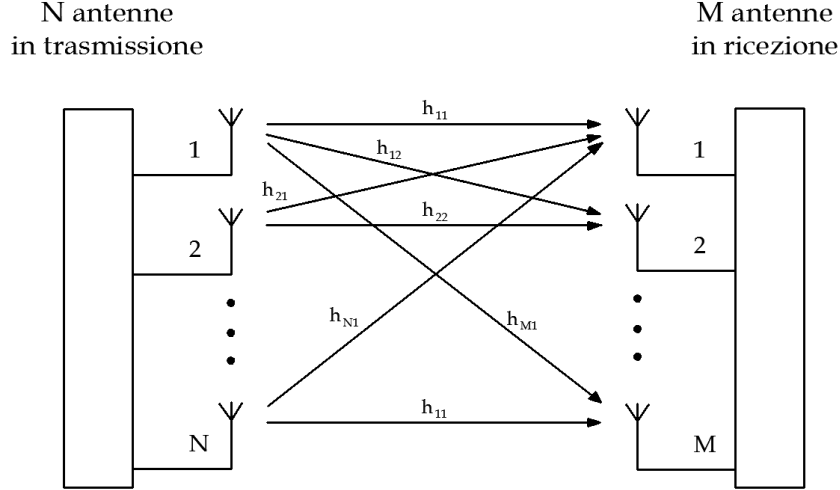 N antenne
in trasmissione
M antenne
in ricezione
h11
1
1
h12
h21
h22
2
2
hN1
hM1
h11
N
M